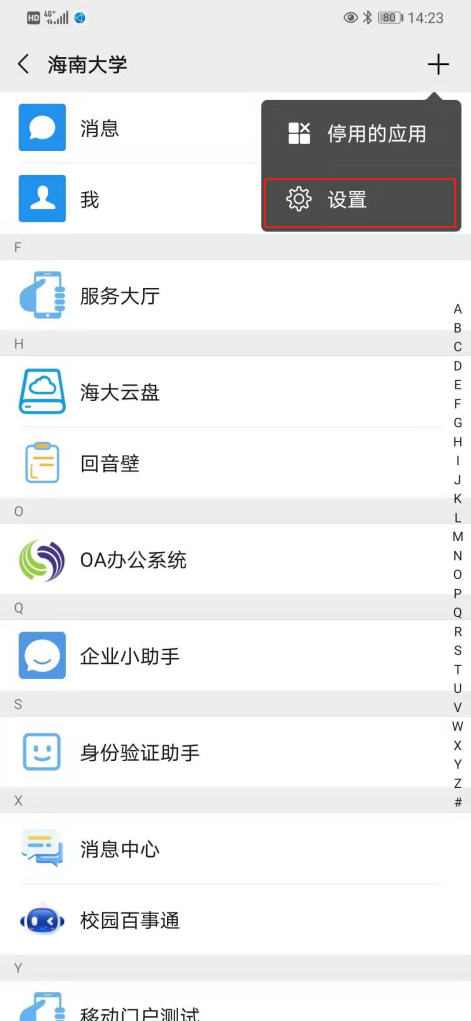 HD 4G 80 14:23
海南大学
消息
停用的应用
我
设置
F
服务大厅
H
海大云盘
回音壁
O
OA办公系统
Q
企业小助手
S
身份验证助手
X
消息中心
校园百事通
Y
移动门户测试
A
B
C
D
E
F
G
H
I
J
K
L
M
N
O
P
Q
R
S
T
U
V
W
X
Y
Z
#